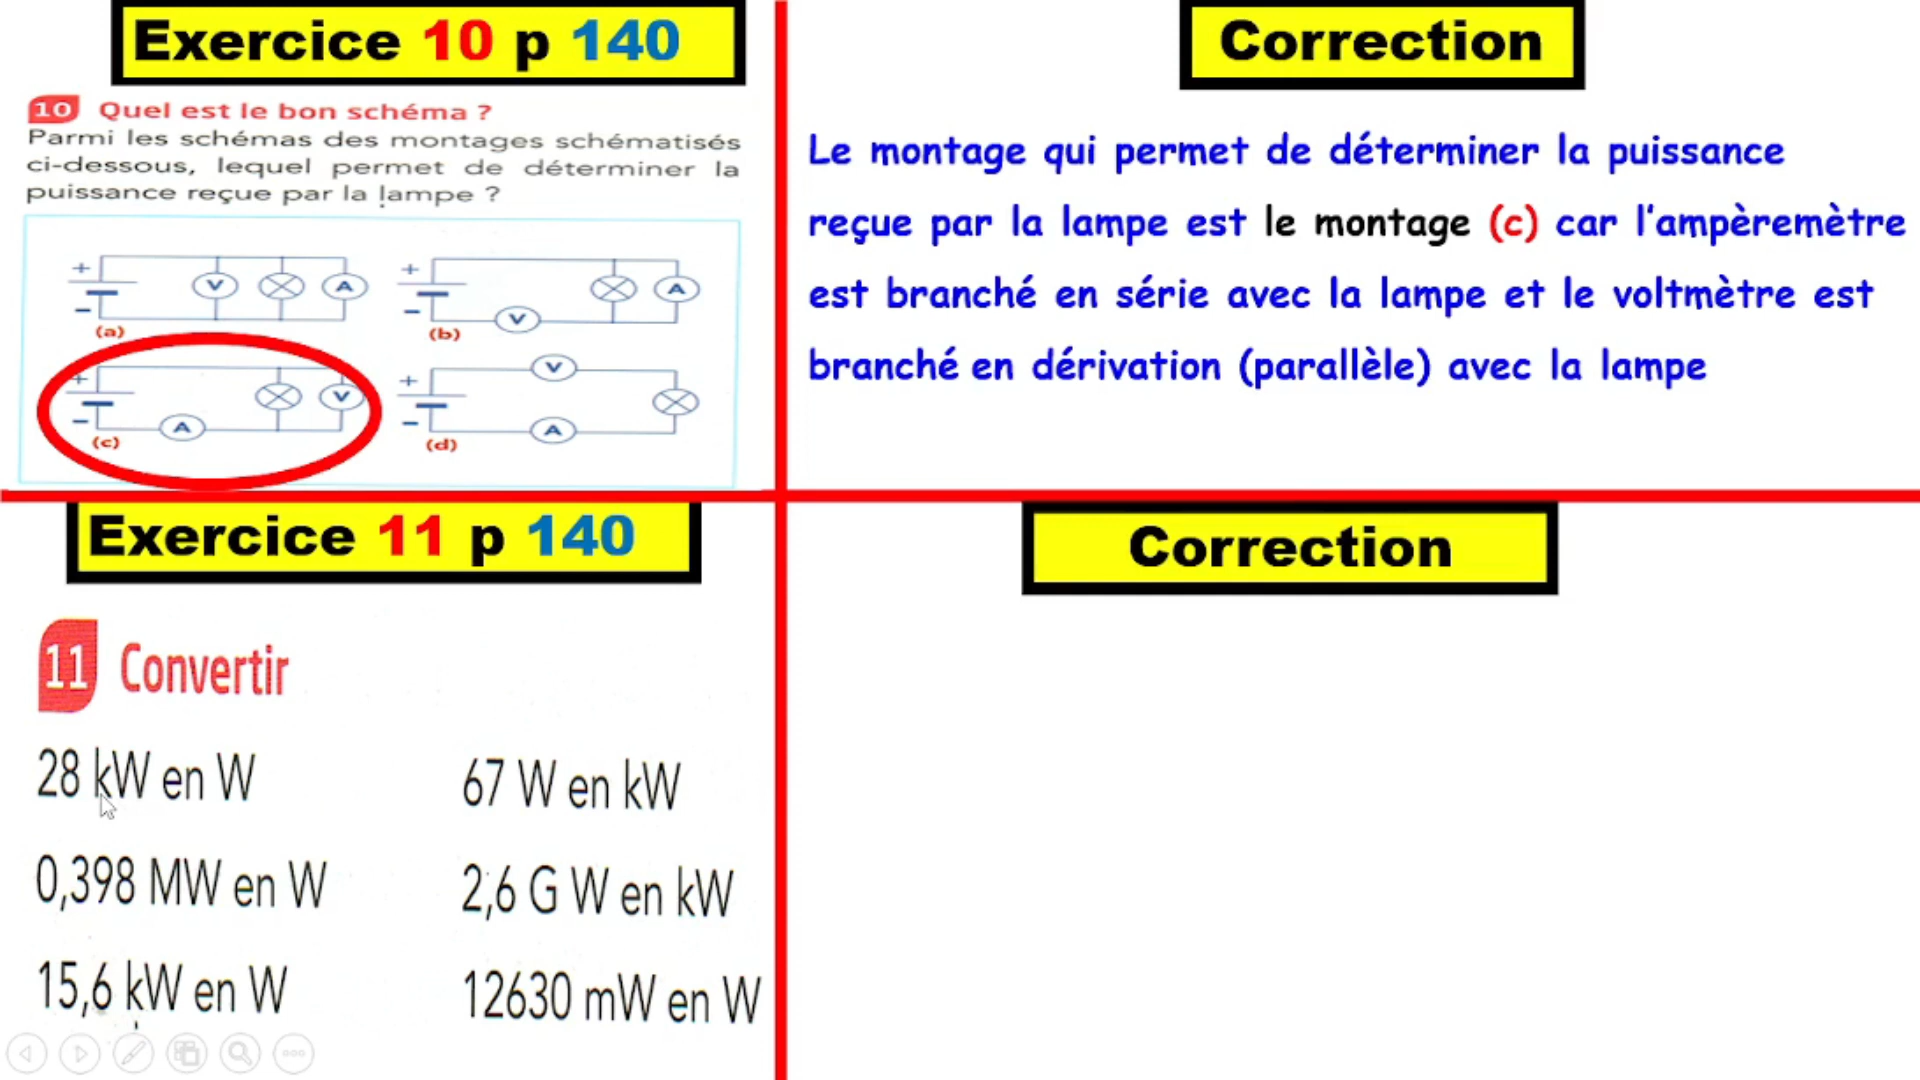 Exercice 10 p 140
10 Quel est le bon schéma ?
Parmi les schémas des montages schématisés
ci-dessous, lequel permet de déterminer la
puissance reçue par la lampe ?
+ V A
− (a)
+ A
− V (b)
+ V
− A (c)
V
+
− A (d)
Correction
Le montage qui permet de déterminer la puissance
reçue par la lampe est le montage (c) car l'ampèremètre
est branché en série avec la lampe et le voltmètre est
branché en dérivation (parallèle) avec la lampe
Exercice 11 p 140
11 Convertir
28 kW en W
67 W en kW
0,398 MW en W
2,6 G W en kW
15,6 kW en W
12630 mW en W
Correction